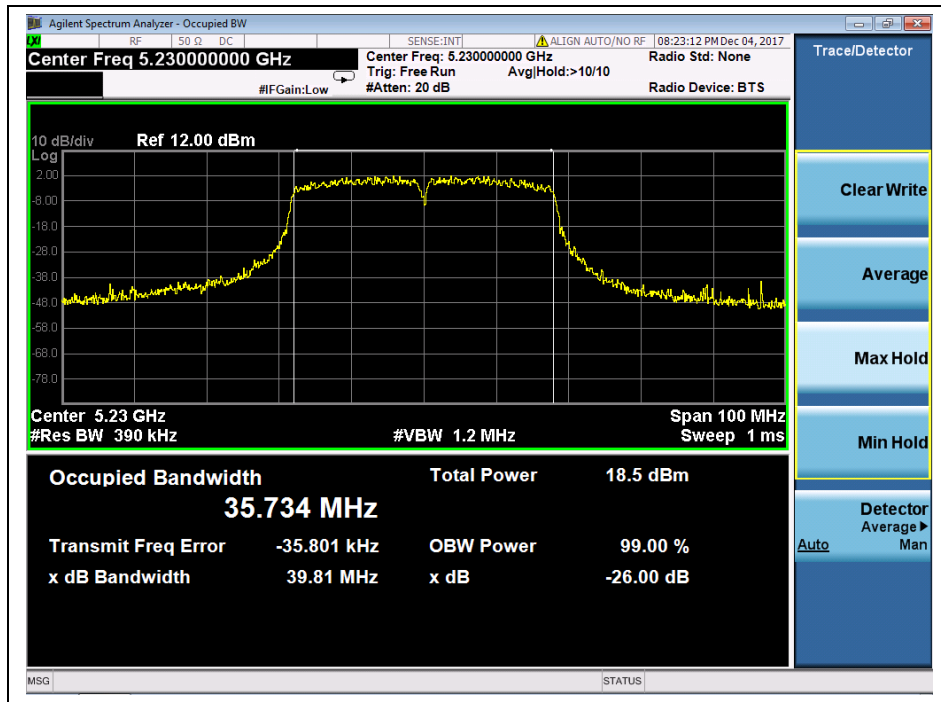 Agilent Spectrum Analyzer - Occupied BW
LXI RF 50 Ω DC SENSE:INT ALIGN AUTO/NO RF 08:23:12 PM Dec 04, 2017
Center Freq 5.230000000 GHz Center Freq: 5.230000000 GHz Radio Std: None
Trig: Free Run Avg|Hold:>10/10
#IFGain:Low #Atten: 20 dB Radio Device: BTS
Trace/Detector
10 dB/div Ref 12.00 dBm
Log
2.00
-8.00
-18.0
-28.0
-38.0
-48.0
-58.0
-68.0
-78.0
Center 5.23 GHz Span 100 MHz
#Res BW 390 kHz #VBW 1.2 MHz Sweep 1 ms
Occupied Bandwidth Total Power 18.5 dBm
35.734 MHz
Transmit Freq Error -35.801 kHz OBW Power 99.00 %
x dB Bandwidth 39.81 MHz x dB -26.00 dB
Clear Write
Average
Max Hold
Min Hold
Detector
Average▶
Auto Man
MSG STATUS